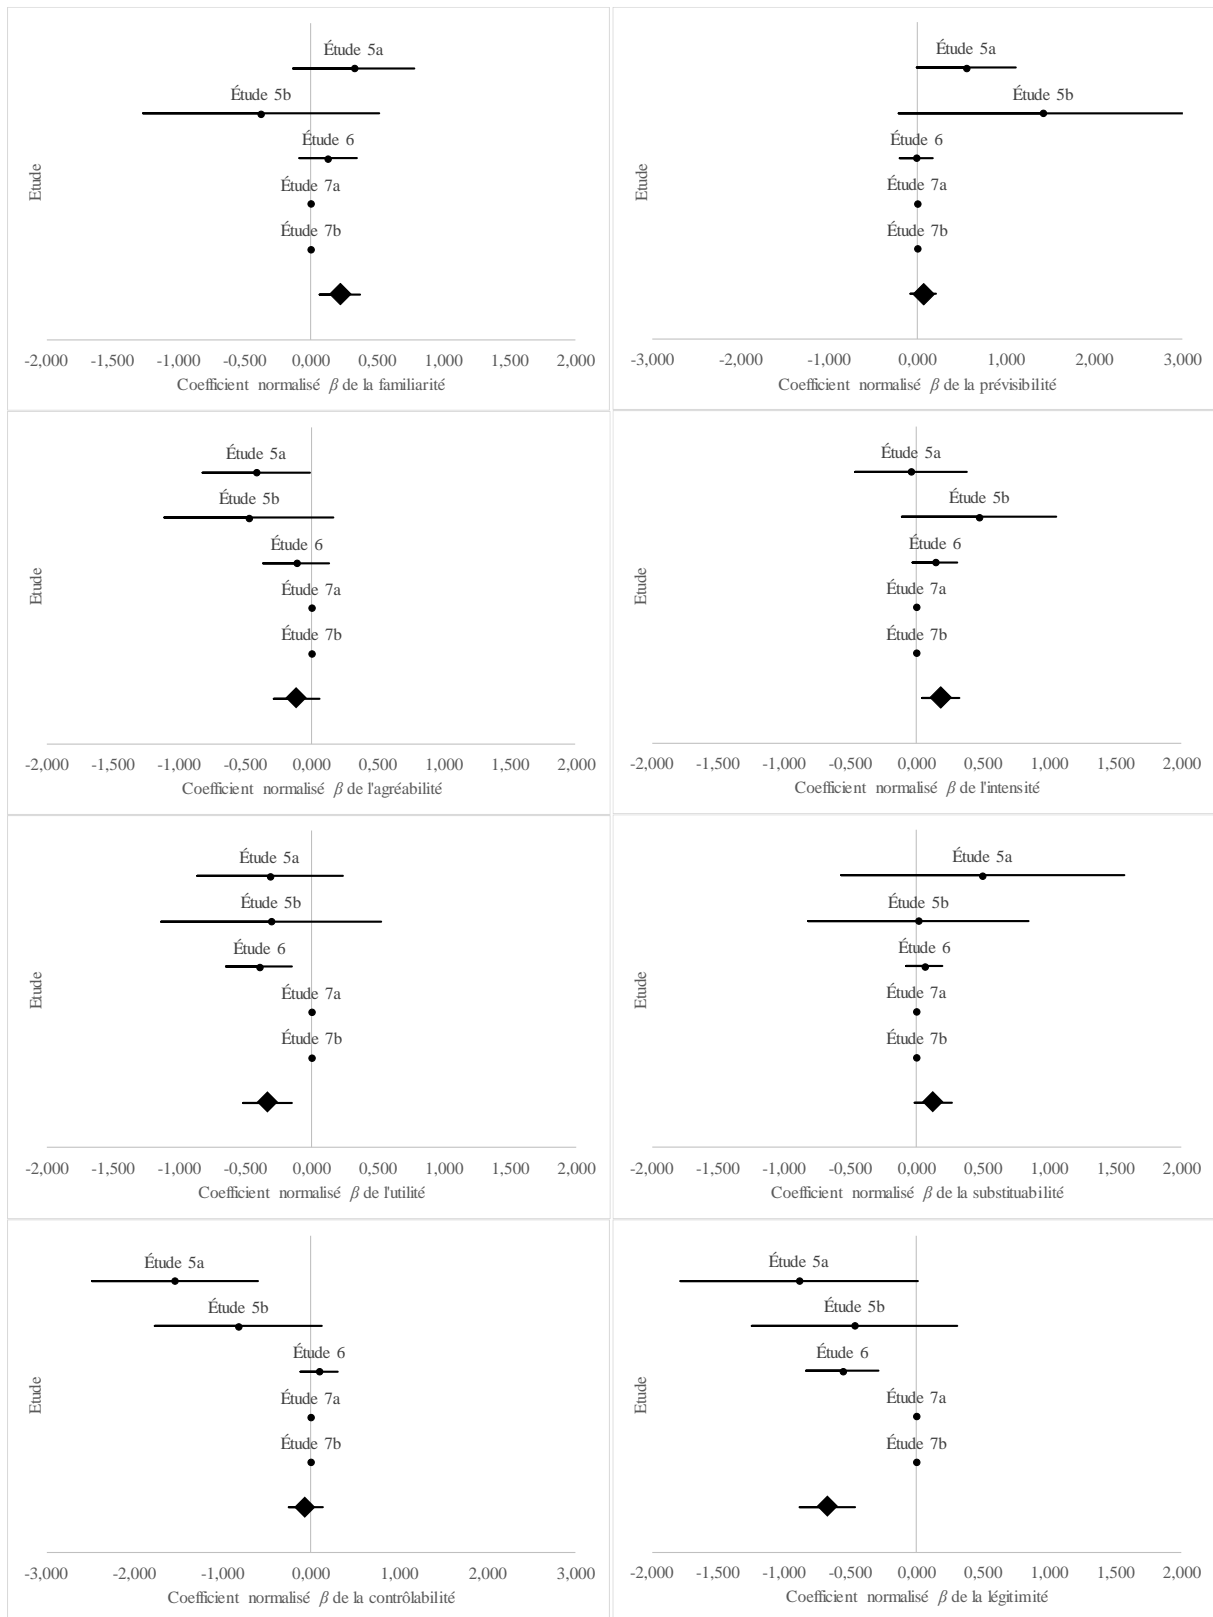 Étude 5a
Étude 5b
Étude 6
Étude 7a
Étude 7b
Etude
-2,000 -1,500 -1,000 -0,500 0,000 0,500 1,000 1,500 2,000
Coefficient normalisé β de la familiarité
Étude 5a
Étude 5b
Étude 6
Étude 7a
Étude 7b
Etude
-3,000 -2,000 -1,000 0,000 1,000 2,000 3,000
Coefficient normalisé β de la prévisibilité
Étude 5a
Étude 5b
Étude 6
Étude 7a
Étude 7b
Etude
-2,000 -1,500 -1,000 -0,500 0,000 0,500 1,000 1,500 2,000
Coefficient normalisé β de l'agréabilité
Étude 5a
Étude 5b
Étude 6
Étude 7a
Étude 7b
Etude
-2,000 -1,500 -1,000 -0,500 0,000 0,500 1,000 1,500 2,000
Coefficient normalisé β de l'intensité
Étude 5a
Étude 5b
Étude 6
Étude 7a
Étude 7b
Etude
-2,000 -1,500 -1,000 -0,500 0,000 0,500 1,000 1,500 2,000
Coefficient normalisé β de l'utilité
Étude 5a
Étude 5b
Étude 6
Étude 7a
Étude 7b
Etude
-2,000 -1,500 -1,000 -0,500 0,000 0,500 1,000 1,500 2,000
Coefficient normalisé β de la substituabilité
Étude 5a
Étude 5b
Étude 6
Étude 7a
Étude 7b
Etude
-3,000 -2,000 -1,000 0,000 1,000 2,000 3,000
Coefficient normalisé β de la contrôlabilité
Étude 5a
Étude 5b
Étude 6
Étude 7a
Étude 7b
Etude
-2,000 -1,500 -1,000 -0,500 0,000 0,500 1,000 1,500 2,000
Coefficient normalisé β de la légitimité